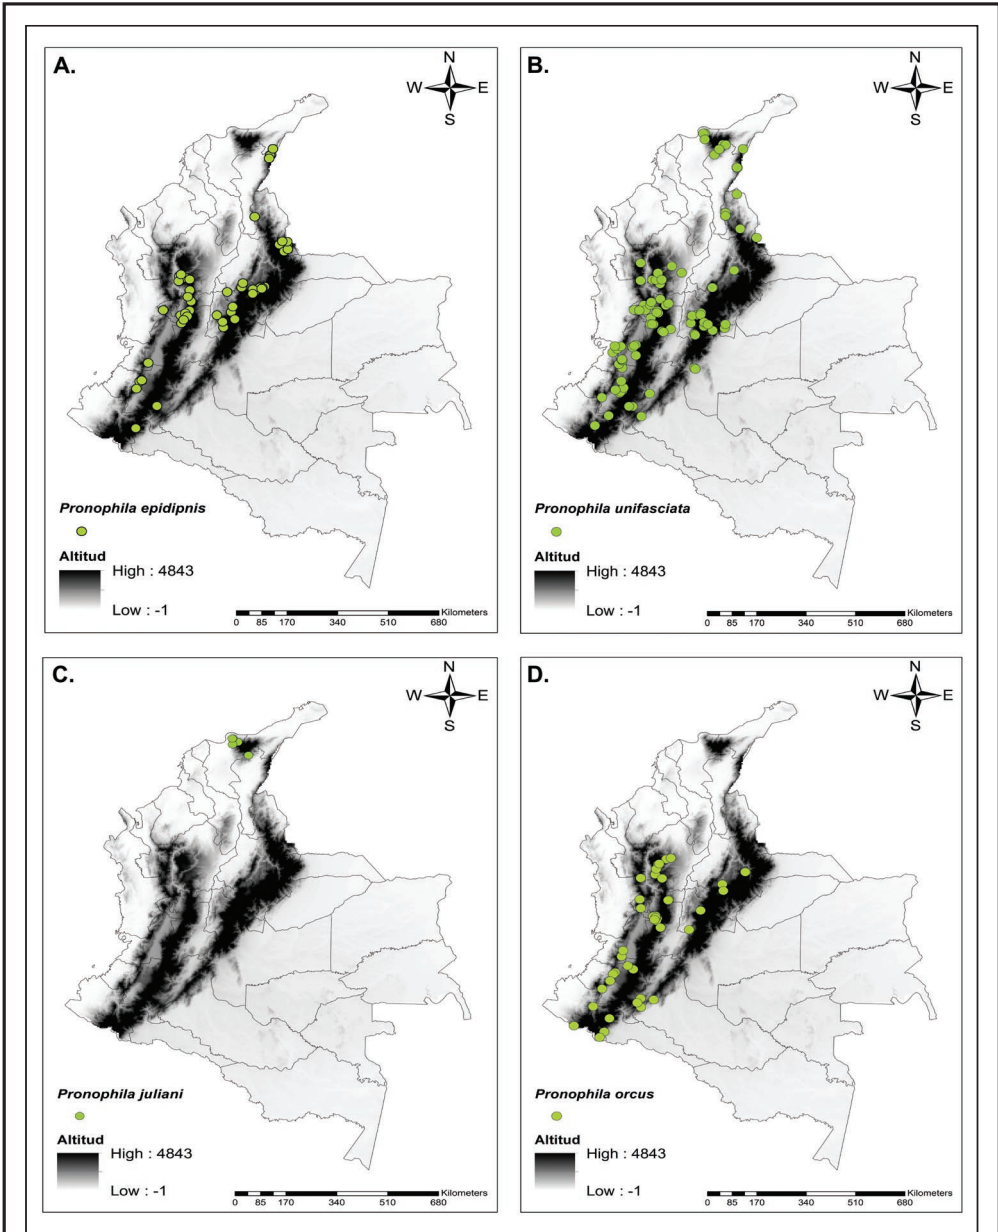 A.
N
W E
S
Pronophila epidipnis
Altitud
High : 4843
Low : -1
Kilometers
0 85 170 340 510 680
B.
N
W E
S
Pronophila unifasciata
Altitud
High : 4843
Low : -1
Kilometers
0 85 170 340 510 680
C.
N
W E
S
Pronophila juliani
Altitud
High : 4843
Low : -1
Kilometers
0 85 170 340 510 680
D.
N
W E
S
Pronophila orcus
Altitud
High : 4843
Low : -1
Kilometers
0 85 170 340 510 680